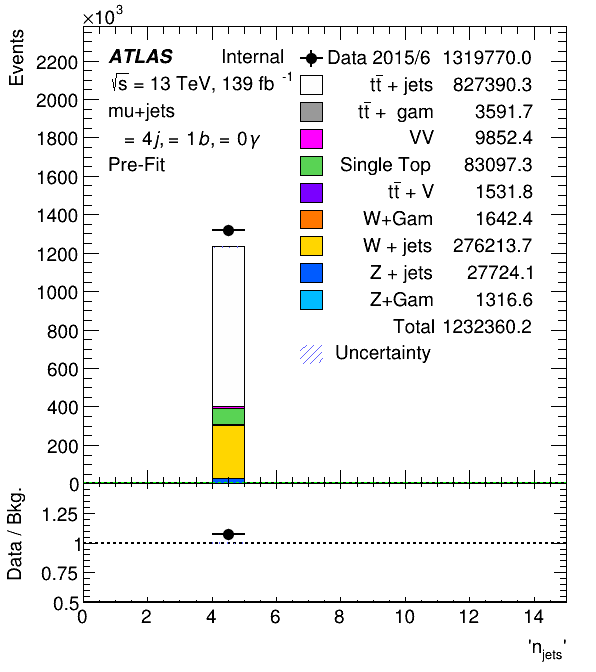 ×10³
Events
ATLAS Internal
√s = 13 TeV, 139 fb⁻¹
mu+jets
= 4j, = 1b, = 0γ
Pre-Fit
Data 2015/6 1319770.0
tt̄ + jets 827390.3
tt̄ + gam 3591.7
VV 9852.4
Single Top 83097.3
tt̄ + V 1531.8
W+Gam 1642.4
W + jets 276213.7
Z + jets 27724.1
Z+Gam 1316.6
Total 1232360.2
Uncertainty
2200
2000
1800
1600
1400
1200
1000
800
600
400
200
0
Data / Bkg.
1.25
1
0.75
0.5
0 2 4 6 8 10 12 14
'n_jets'